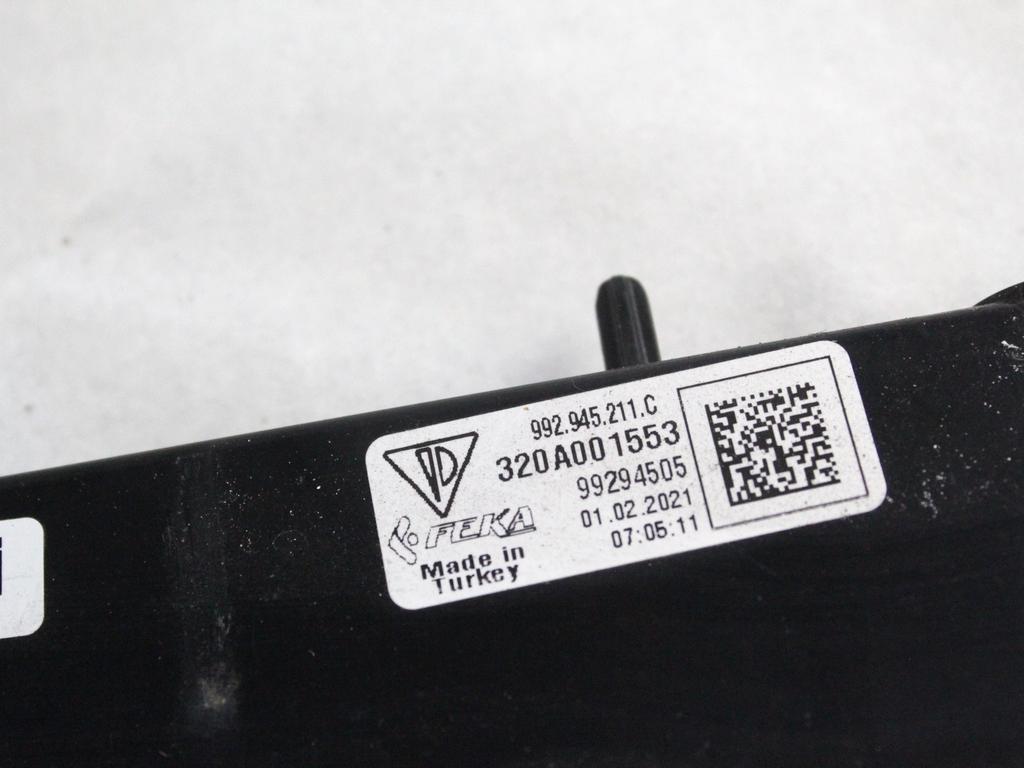 992.945.211.C
320A001553
99294505
01.02.2021
07:05:11
FEKA
Made in
Turkey